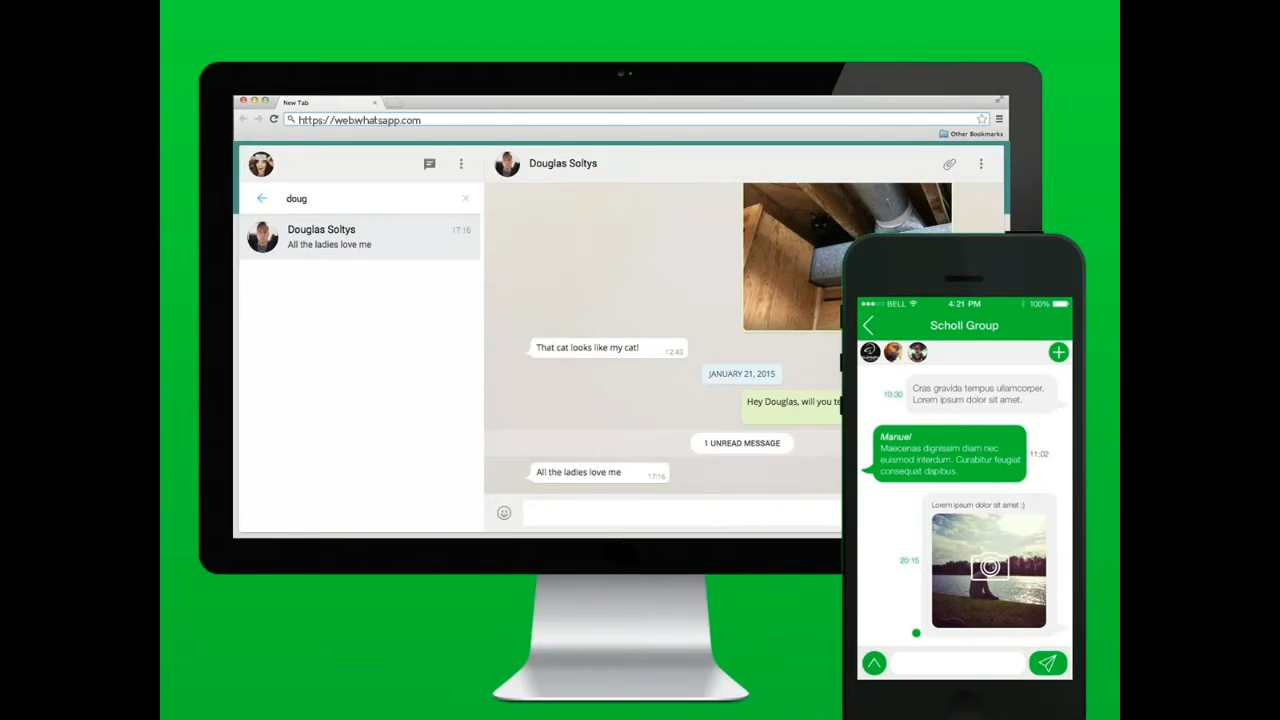 New Tab
https://web.whatsapp.com
Other Bookmarks
Douglas Soltys
doug
Douglas Soltys
17:16
All the ladies love me
That cat looks like my cat!
12:43
JANUARY 21, 2015
Hey Douglas, will you te
1 UNREAD MESSAGE
All the ladies love me
17:16
BELL
4:21 PM
100%
Scholl Group
10:30
Cras gravida tempus ullamcorper.
Lorem ipsum dolor sit amet.
Manuel
Maecenas dignissim diam nec
euismod interdum. Curabitur feugiat
consequat dapibus.
11:02
Lorem ipsum dolor sit amet ;)
20:15